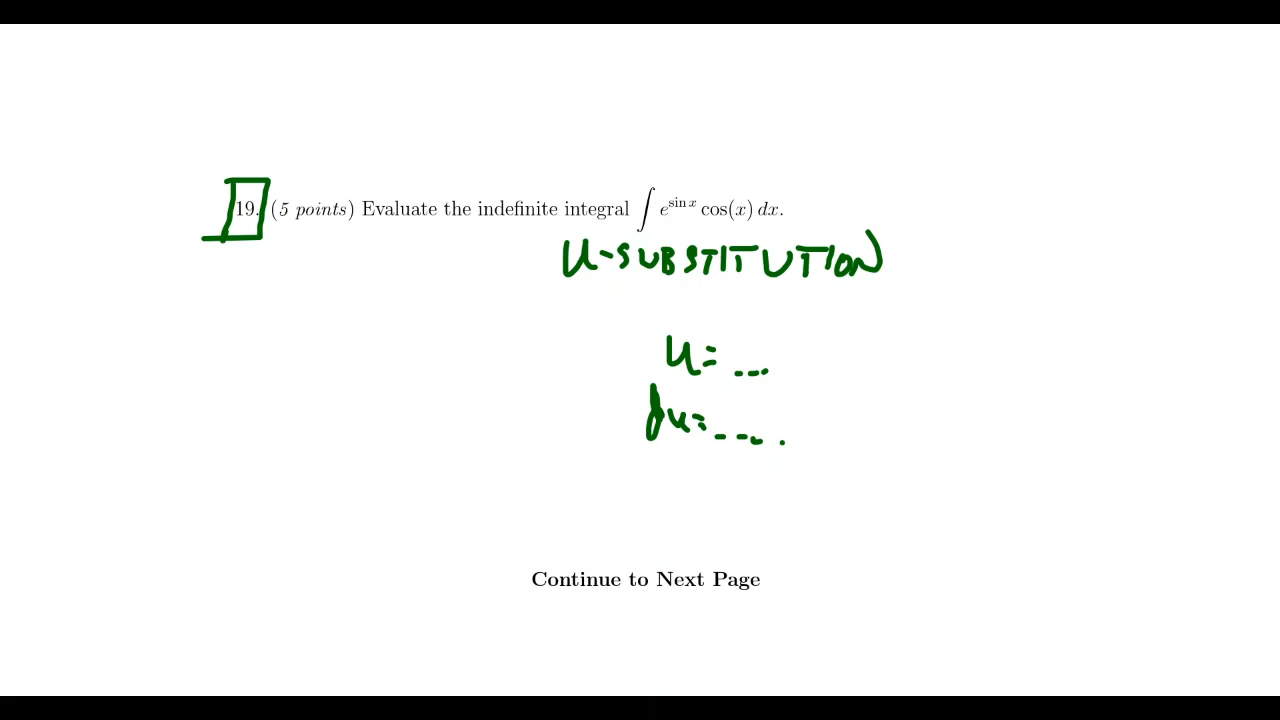 19. (5 points) Evaluate the indefinite integral ∫ e^{sin x} cos(x) dx.
U-SUBSTITUTION
u= ...
du= ....
Continue to Next Page